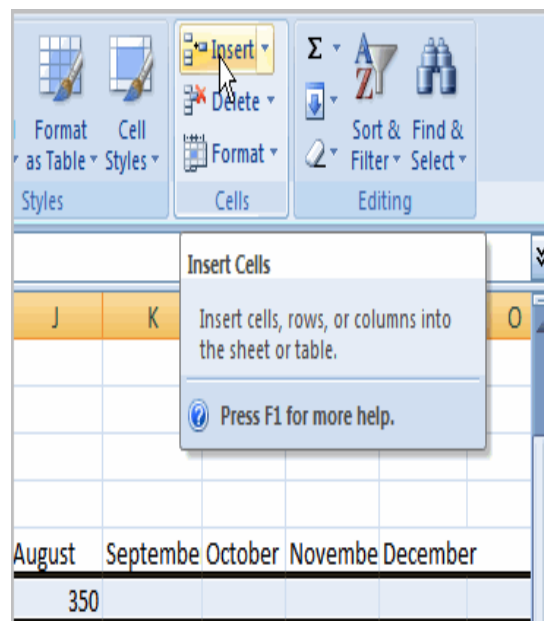 Insert
Delete
Format
Format as Table
Cell Styles
Sort & Filter
Find & Select
Styles
Cells
Editing
Insert Cells
Insert cells, rows, or columns into
the sheet or table.
Press F1 for more help.
J K O
August Septembe October Novembe December
350